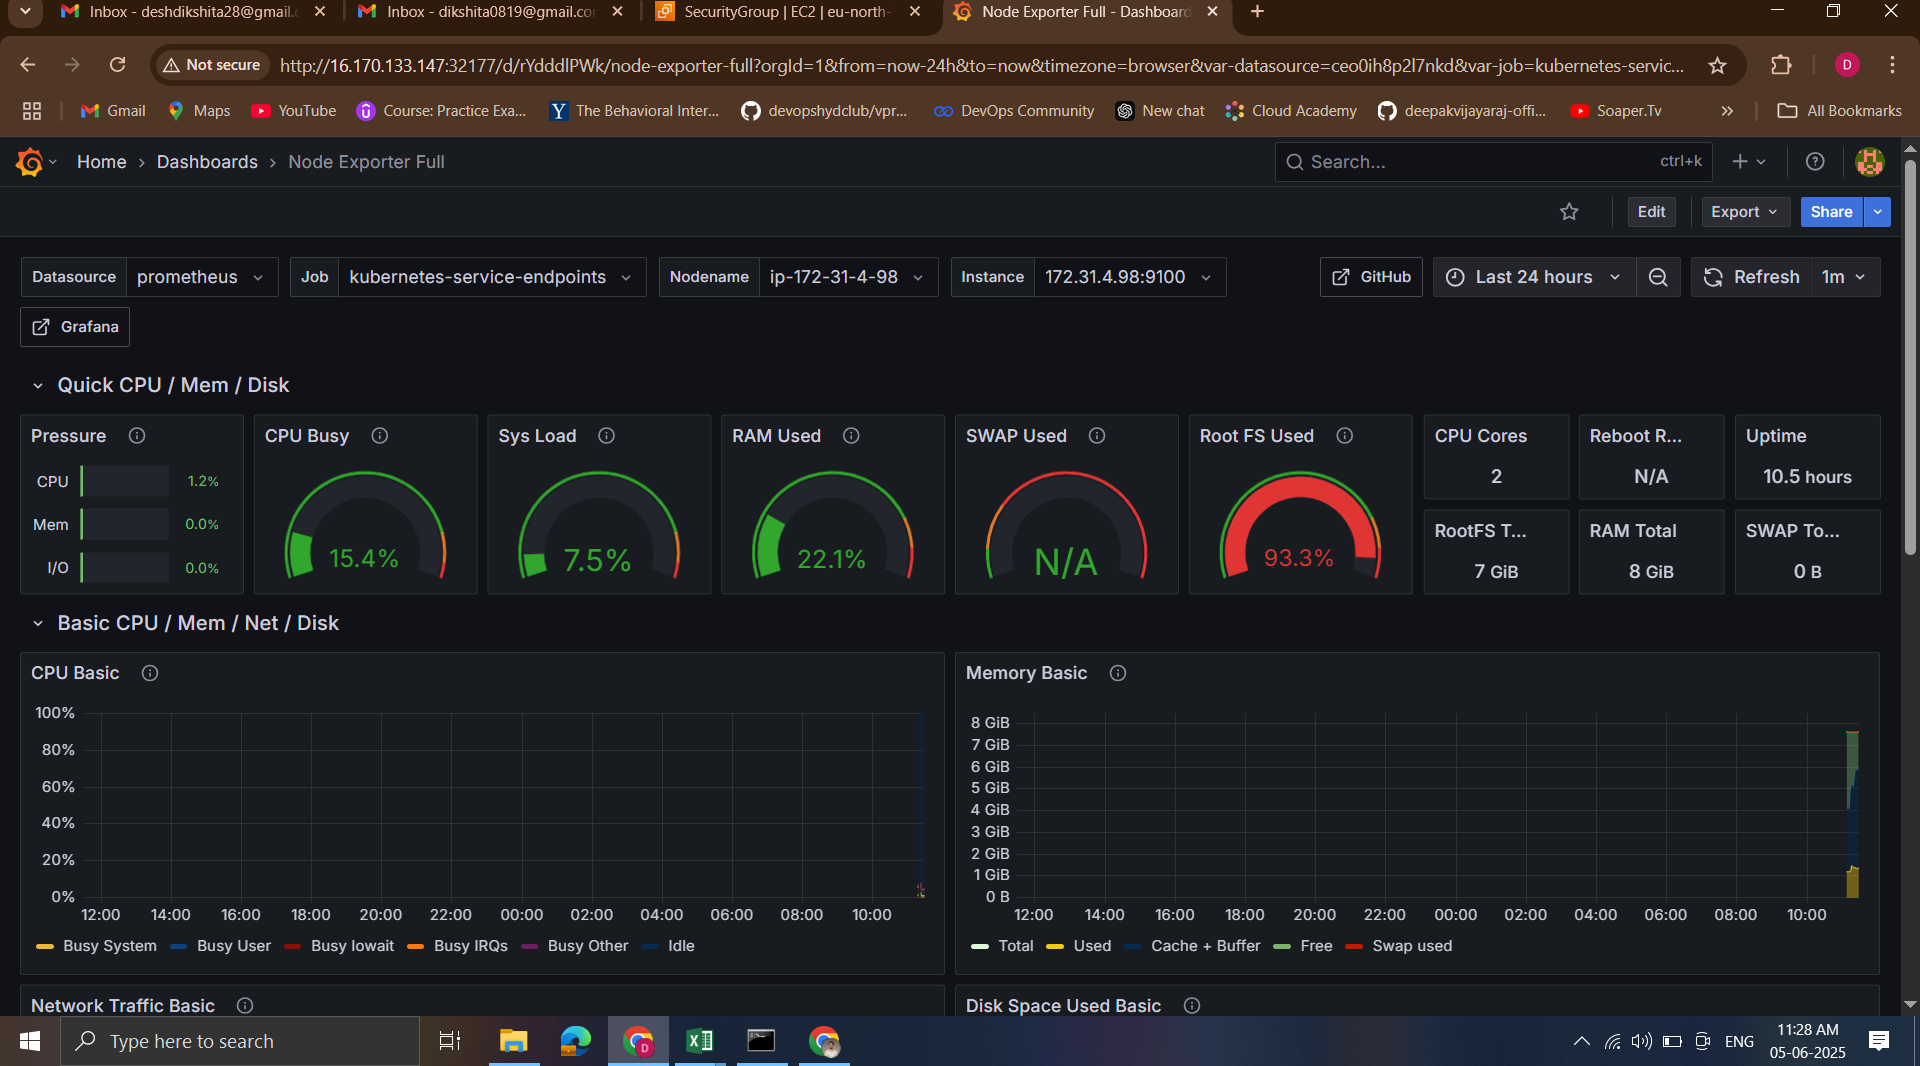 Inbox - deshdikshita28@gmail.c
Inbox - dikshita0819@gmail.co
SecurityGroup | EC2 | eu-north-
Node Exporter Full - Dashboard
Not secure
http://16.170.133.147:32177/d/rYdddlPWk/node-exporter-full?orgId=1&from=now-24h&to=now&timezone=browser&var-datasource=ceo0ih8p2l7nkd&var-job=kubernetes-servic...
D
Gmail
Maps
YouTube
Course: Practice Exa...
The Behavioral Inter...
devopshydclub/vpr...
DevOps Community
New chat
Cloud Academy
deepakvijayaraj-offi...
Soaper.Tv
All Bookmarks
Home > Dashboards > Node Exporter Full
Search...
ctrl+k
Edit
Export
Share
Datasource prometheus
Job kubernetes-service-endpoints
Nodename ip-172-31-4-98
Instance 172.31.4.98:9100
GitHub
Last 24 hours
Refresh 1m
Grafana
Quick CPU / Mem / Disk
Pressure
CPU 1.2%
Mem 0.0%
I/O 0.0%
CPU Busy
15.4%
Sys Load
7.5%
RAM Used
22.1%
SWAP Used
N/A
Root FS Used
93.3%
CPU Cores
2
Reboot R...
N/A
Uptime
10.5 hours
RootFS T...
7 GiB
RAM Total
8 GiB
SWAP To...
0 B
Basic CPU / Mem / Net / Disk
CPU Basic
100%
80%
60%
40%
20%
0%
12:00 14:00 16:00 18:00 20:00 22:00 00:00 02:00 04:00 06:00 08:00 10:00
Busy System Busy User Busy Iowait Busy IRQs Busy Other Idle
Memory Basic
8 GiB
7 GiB
6 GiB
5 GiB
4 GiB
3 GiB
2 GiB
1 GiB
0 B
12:00 14:00 16:00 18:00 20:00 22:00 00:00 02:00 04:00 06:00 08:00 10:00
Total Used Cache + Buffer Free Swap used
Network Traffic Basic
Disk Space Used Basic
Type here to search
D
ENG
11:28 AM
05-06-2025